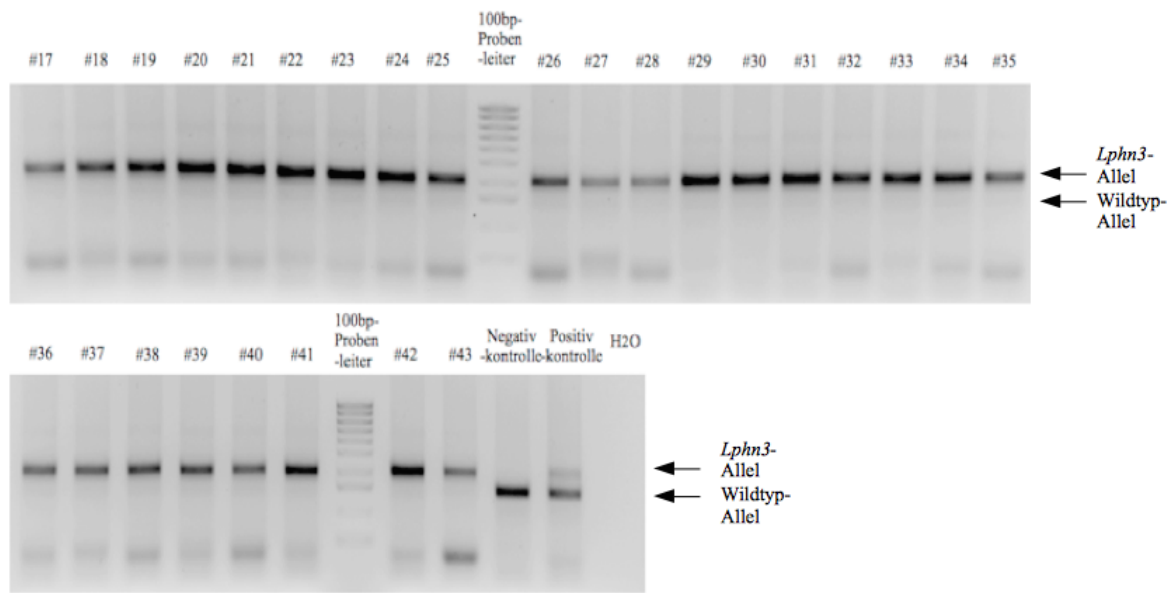 100bp-
Proben
-leiter
#17 #18 #19 #20 #21 #22 #23 #24 #25 #26 #27 #28 #29 #30 #31 #32 #33 #34 #35
Lphn3-
Allel
Wildtyp-
Allel
100bp-
Proben
-leiter
Negativ
-kontrolle
Positiv
-kontrolle
H2O
#36 #37 #38 #39 #40 #41 #42 #43
Lphn3-
Allel
Wildtyp-
Allel